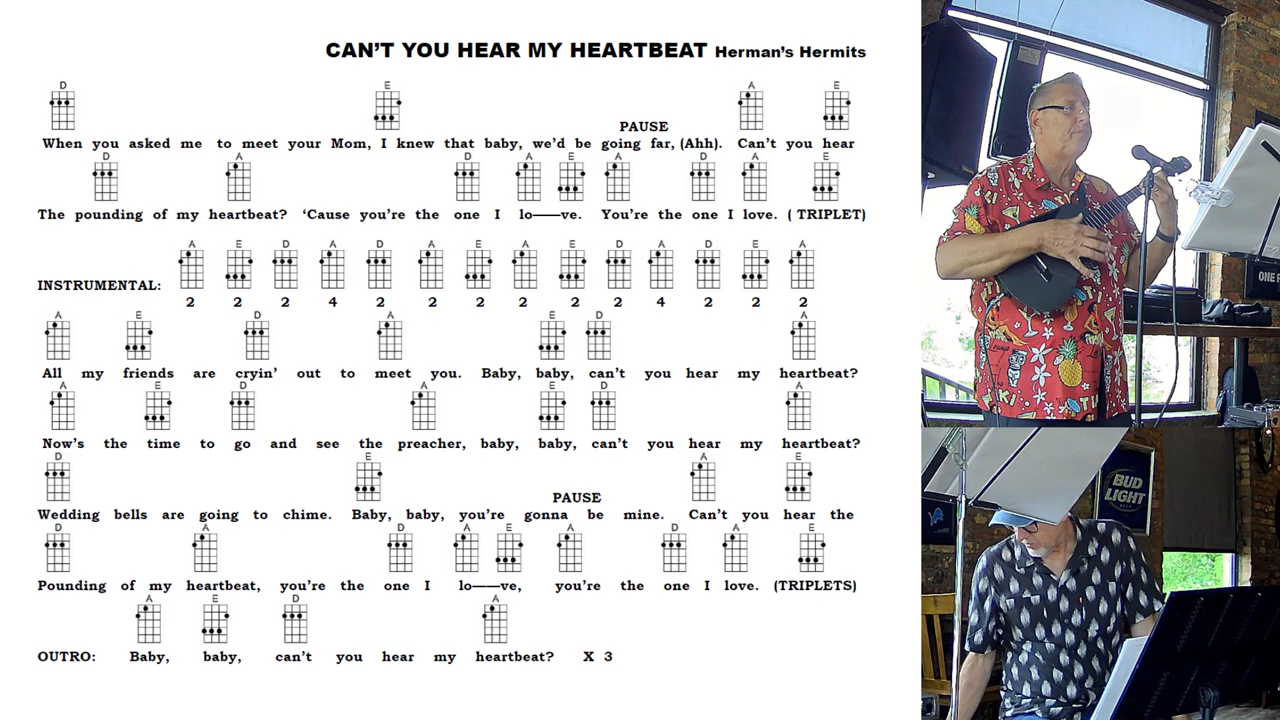 CAN'T YOU HEAR MY HEARTBEAT Herman's Hermits
D E PAUSE A E
When you asked me to meet your Mom, I knew that baby, we'd be going far, (Ahh). Can't you hear
D A D A E A D A E
The pounding of my heartbeat? 'Cause you're the one I lo——ve. You're the one I love. ( TRIPLET)
A E D A D A E A E D A D E A
INSTRUMENTAL:
2 2 2 4 2 2 2 2 2 2 4 2 2 2
A E D A E D A
All my friends are cryin' out to meet you. Baby, baby, can't you hear my heartbeat?
A E D A E D A
Now's the time to go and see the preacher, baby, baby, can't you hear my heartbeat?
D E PAUSE A E
Wedding bells are going to chime. Baby, baby, you're gonna be mine. Can't you hear the
D A D A E A D A E
Pounding of my heartbeat, you're the one I lo——ve, you're the one I love. (TRIPLETS)
A E D A
OUTRO: Baby, baby, can't you hear my heartbeat? X 3
ONE
BUD
LIGHT